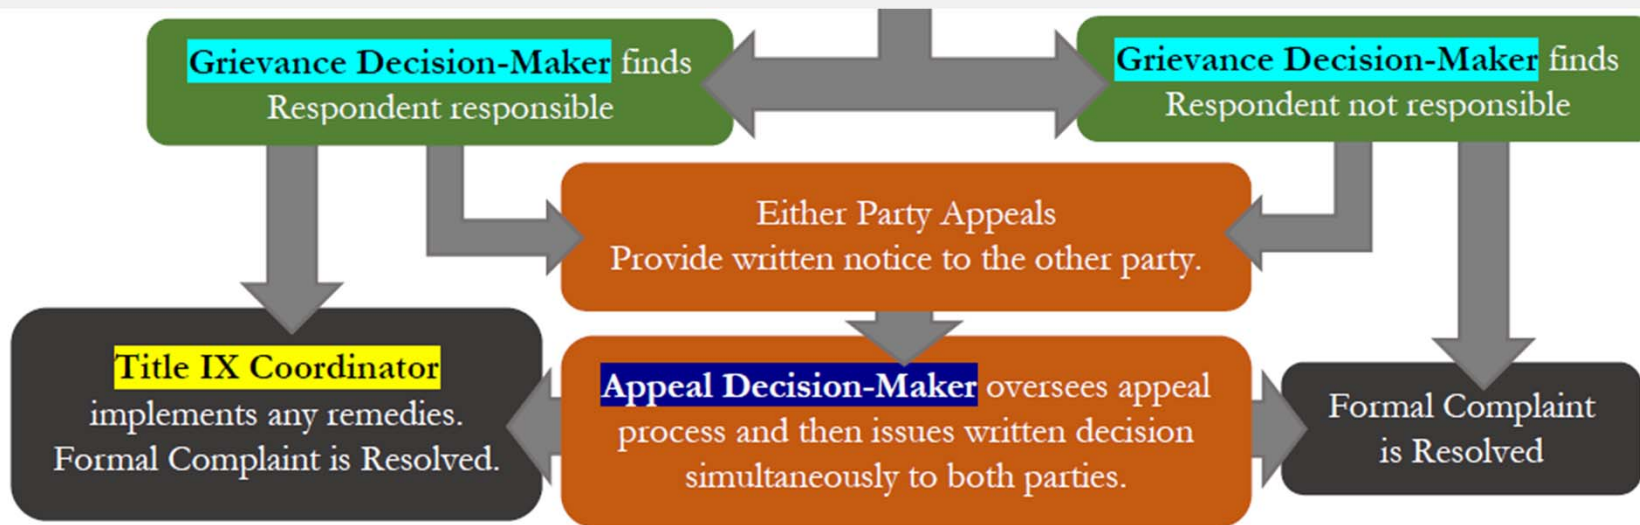 Grievance Decision-Maker finds
Respondent responsible
Grievance Decision-Maker finds
Respondent not responsible
Either Party Appeals
Provide written notice to the other party.
Title IX Coordinator
implements any remedies.
Formal Complaint is Resolved.
Appeal Decision-Maker oversees appeal
process and then issues written decision
simultaneously to both parties.
Formal Complaint
is Resolved